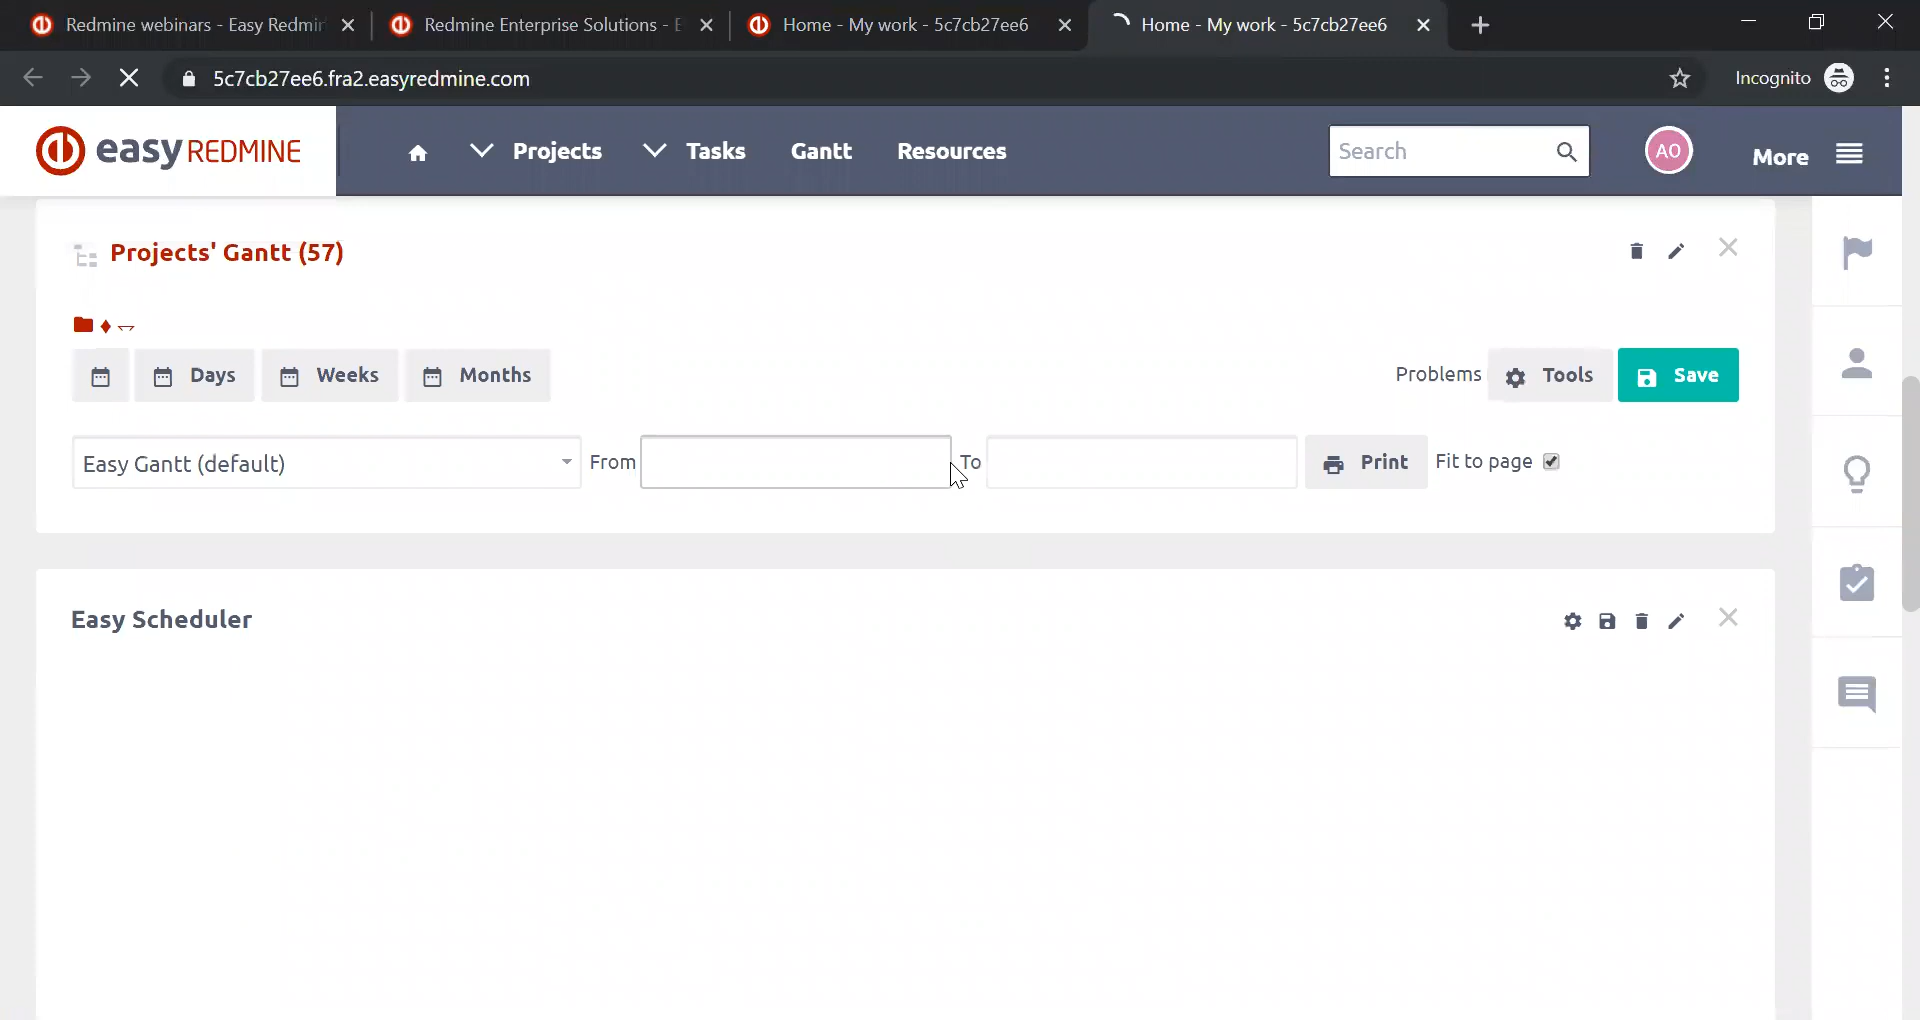 Redmine webinars - Easy Redmi
Redmine Enterprise Solutions - E
Home - My work - 5c7cb27ee6
Home - My work - 5c7cb27ee6
5c7cb27ee6.fra2.easyredmine.com
Incognito
easy REDMINE
Projects
Tasks
Gantt
Resources
Search
AO
More
Projects' Gantt (57)
Days
Weeks
Months
Problems
Tools
Save
Easy Gantt (default)
From
To
Print
Fit to page
Easy Scheduler